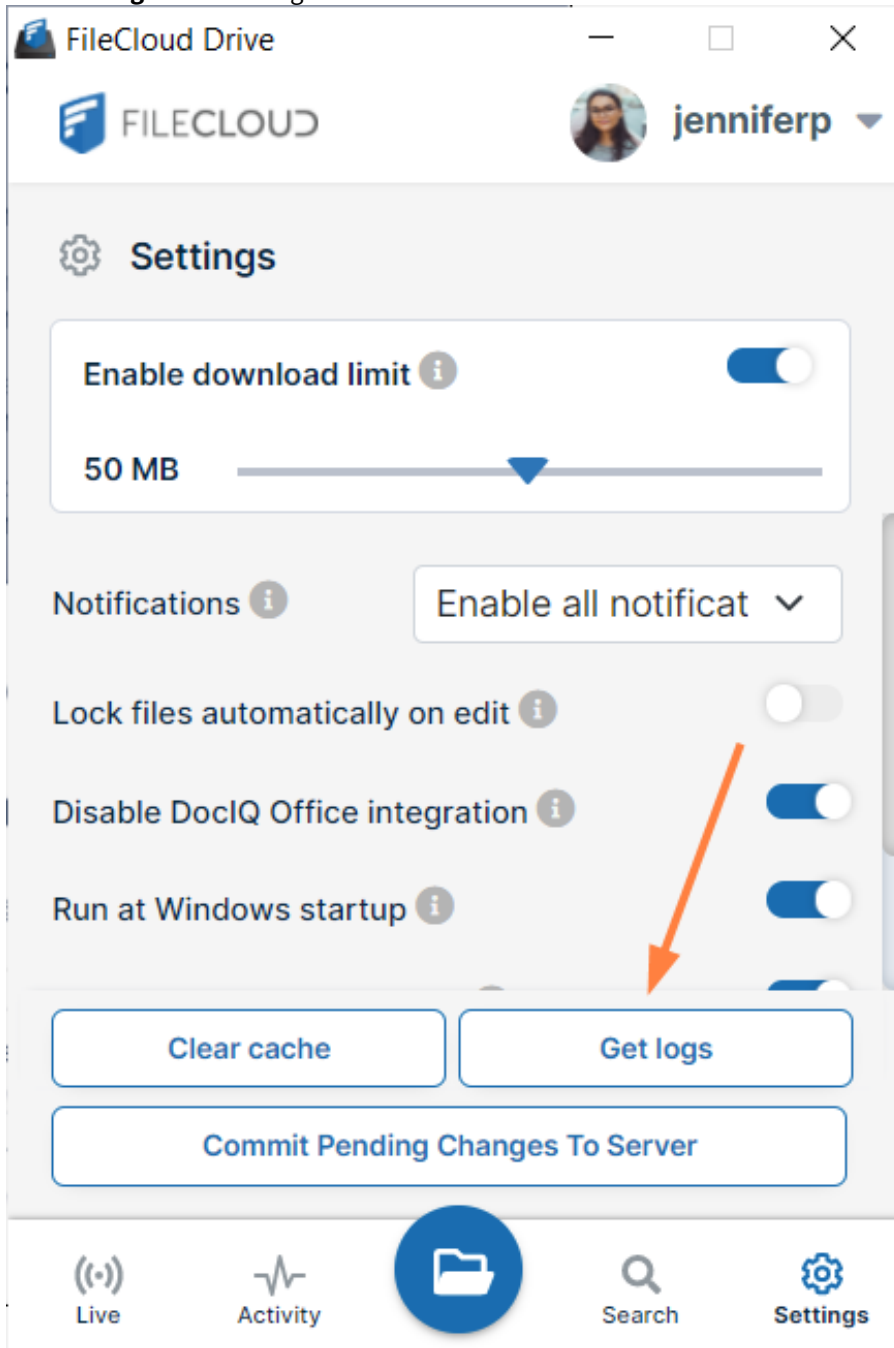 FileCloud Drive
FILECLOUD
jenniferp
Settings
Enable download limit
50 MB
Notifications
Enable all notificat
Lock files automatically on edit
Disable DocIQ Office integration
Run at Windows startup
Clear cache
Get logs
Commit Pending Changes To Server
Live
Activity
Search
Settings